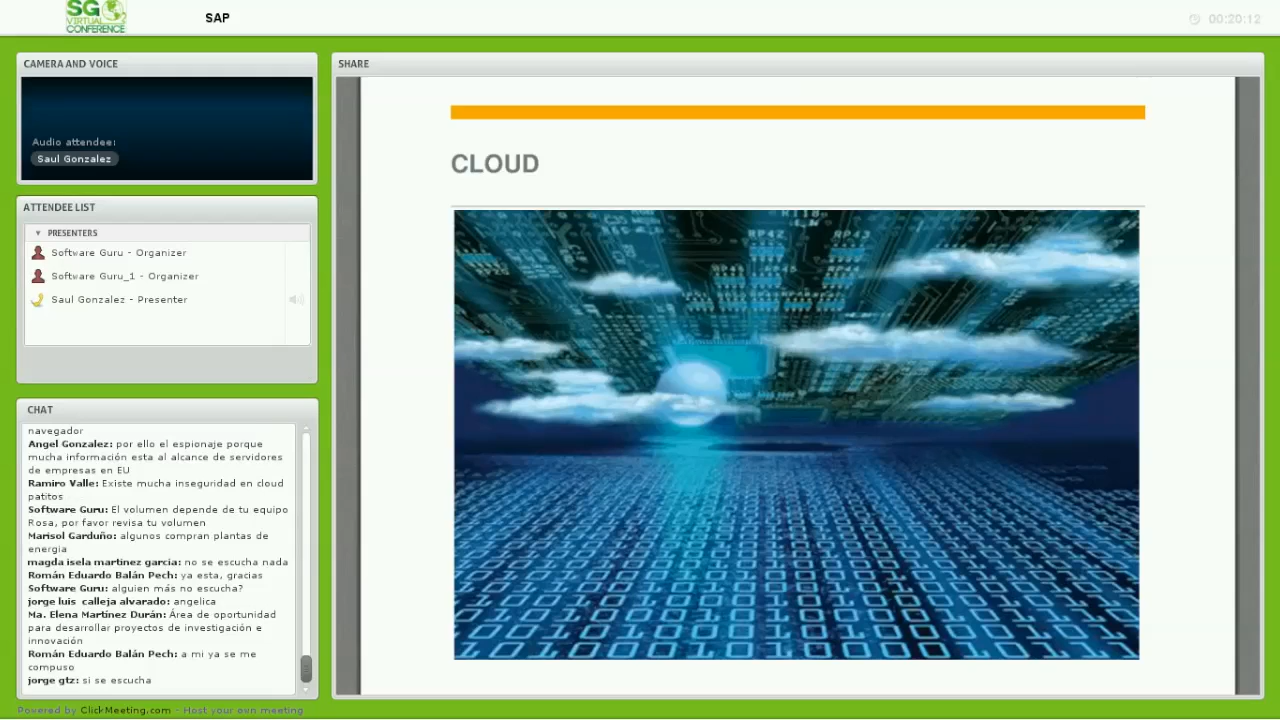 SG
VIRTUAL
CONFERENCE
SAP
00:20:12
CAMERA AND VOICE
Audio attendee:
Saul Gonzalez
ATTENDEE LIST
PRESENTERS
Software Guru - Organizer
Software Guru_1 - Organizer
Saul Gonzalez - Presenter
CHAT
navegador
Angel Gonzalez: por ello el espionaje porque
mucha información esta al alcance de servidores
de empresas en EU
Ramiro Valle: Existe mucha inseguridad en cloud
patitos
Software Guru: El volumen depende de tu equipo
Rosa, por favor revisa tu volumen
Marisol Garduño: algunos compran plantas de
energia
magda isela martinez garcia: no se escucha nada
Román Eduardo Balán Pech: ya esta, gracias
Software Guru: alguien más no escucha?
jorge luis calleja alvarado: angelica
Ma. Elena Martínez Durán: Área de oportunidad
para desarrollar proyectos de investigación e
innovación
Román Eduardo Balán Pech: a mi ya se me
compuso
jorge gtz: si se escucha
Powered by ClickMeeting.com - Host your own meeting
SHARE
CLOUD
RP42
RP43